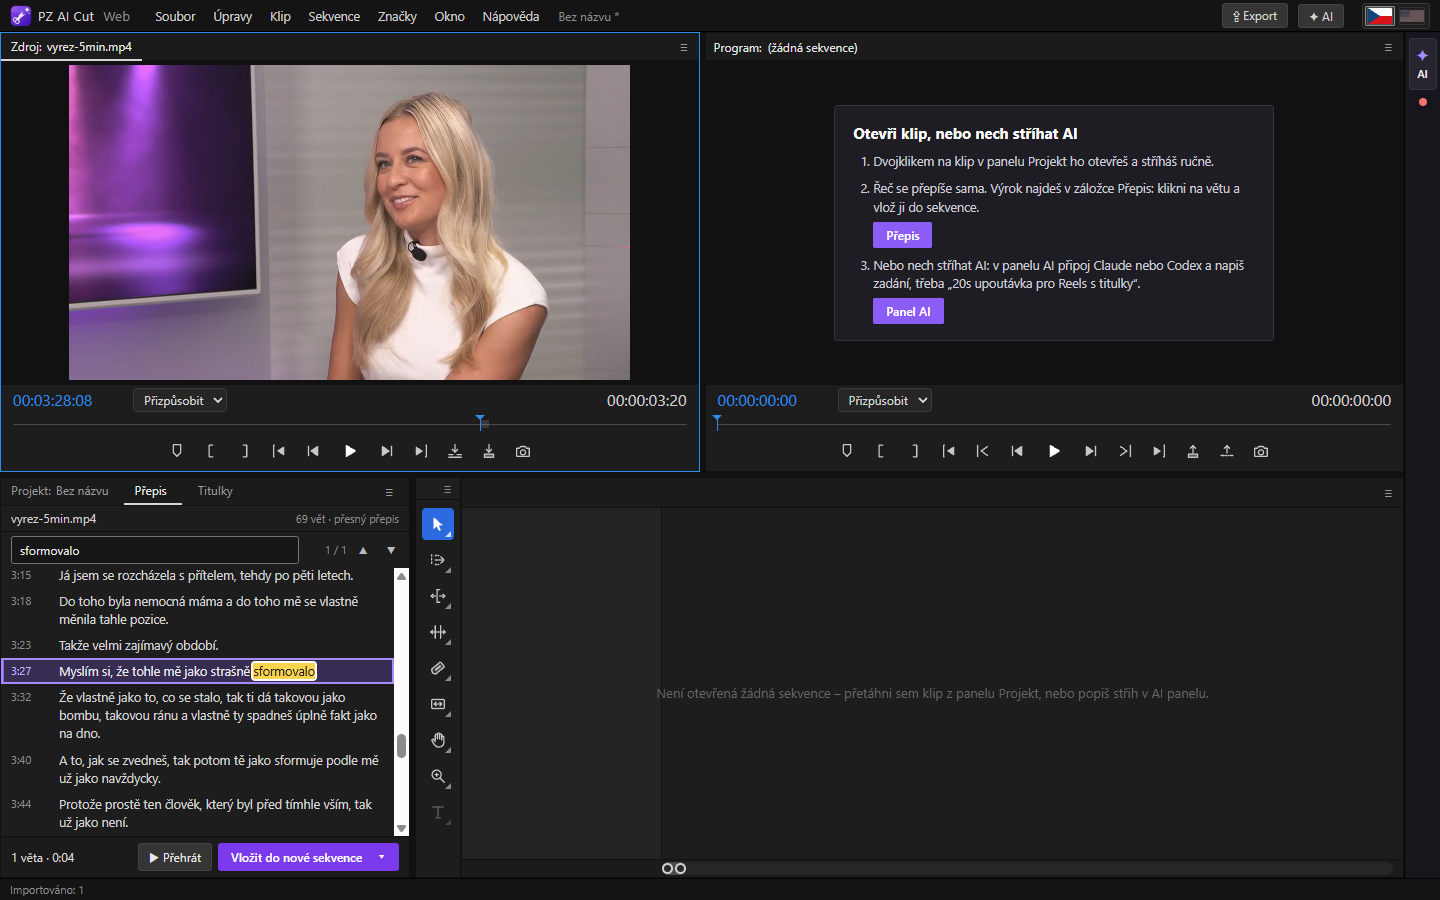 PZ AI Cut Web Soubor Úpravy Klip Sekvence Značky Okno Nápověda Bez názvu * Export AI
Zdroj: vyrez-5min.mp4
Program: (žádná sekvence)
AI
Otevři klip, nebo nech stříhat AI
1. Dvojklikem na klip v panelu Projekt ho otevřeš a stříháš ručně.
2. Řeč se přepíše sama. Výrok najdeš v záložce Přepis: klikni na větu a
vlož ji do sekvence.
Přepis
3. Nebo nech stříhat AI: v panelu AI připoj Claude nebo Codex a napiš
zadání, třeba „20s upoutávka pro Reels s titulky“.
Panel AI
00:03:28:08 Přizpůsobit 00:00:03:20
00:00:00:00 Přizpůsobit 00:00:00:00
Projekt: Bez názvu Přepis Titulky
vyrez-5min.mp4 69 vět · přesný přepis
sformovalo 1 / 1
3:15 Já jsem se rozcházela s přítelem, tehdy po pěti letech.
3:18 Do toho byla nemocná máma a do toho mě se vlastně
měnila tahle pozice.
3:23 Takže velmi zajímavý období.
3:27 Myslím si, že tohle mě jako strašně sformovalo
3:32 Že vlastně jako to, co se stalo, tak ti dá takovou jako
bombu, takovou ránu a vlastně ty spadneš úplně fakt jako
na dno.
3:40 A to, jak se zvedneš, tak potom tě jako sformuje podle mě
už jako navždycky.
3:44 Protože prostě ten člověk, který byl před tímhle vším, tak
už jako není.
1 věta · 0:04 Přehrát Vložit do nové sekvence
Není otevřená žádná sekvence – přetáhni sem klip z panelu Projekt, nebo popiš střih v AI panelu.
Importováno: 1